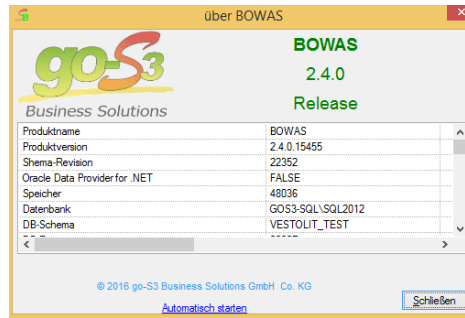 über BOWAS
go-S3
Business Solutions
BOWAS
2.4.0
Release
Produktname BOWAS
Produktversion 2.4.0.15455
Shema-Revision 22352
Oracle Data Provider for .NET FALSE
Speicher 48036
Datenbank GOS3-SQL\SQL2012
DB-Schema VESTOLIT_TEST
© 2016 go-S3 Business Solutions GmbH Co. KG
Automatisch starten
Schließen